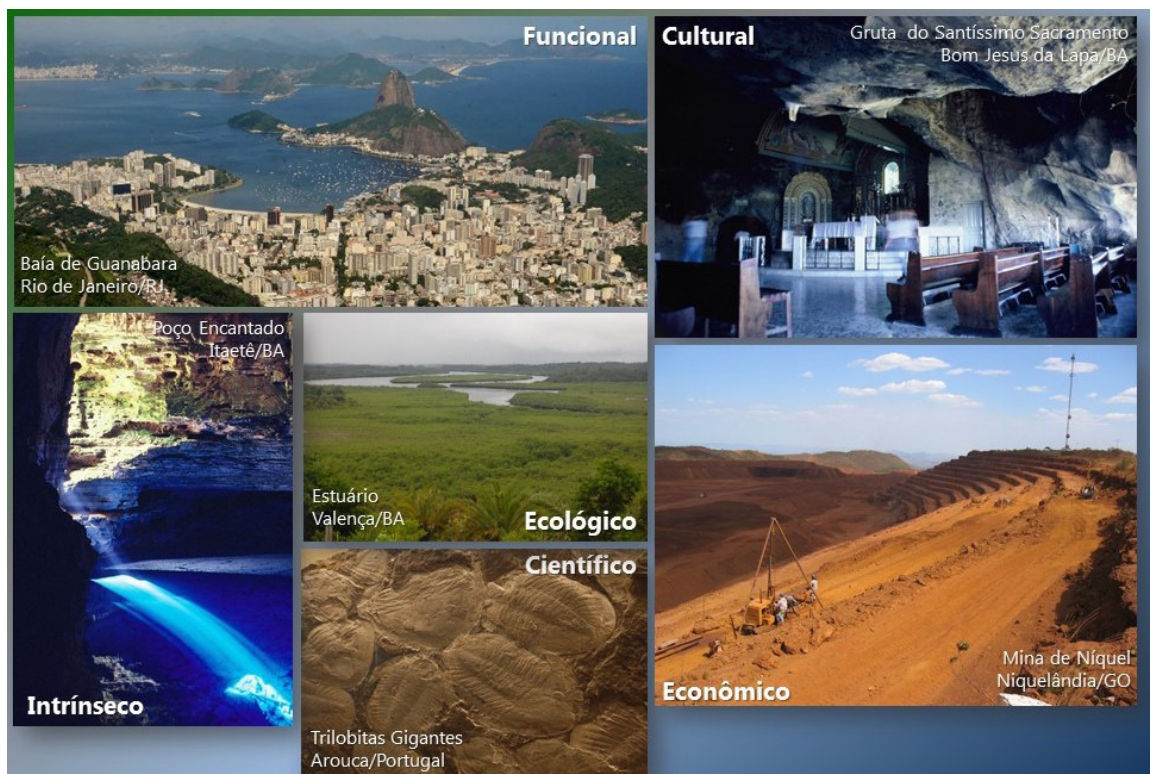 Funcional
Baía de Guanabara
Rio de Janeiro/RJ
Cultural
Gruta do Santíssimo Sacramento
Bom Jesus da Lapa/BA
Poço Encantado
Itaetê/BA
Intrínseco
Estuário
Valença/BA
Ecológico
Científico
Trilobitas Gigantes
Arouca/Portugal
Mina de Níquel
Niquelândia/GO
Econômico